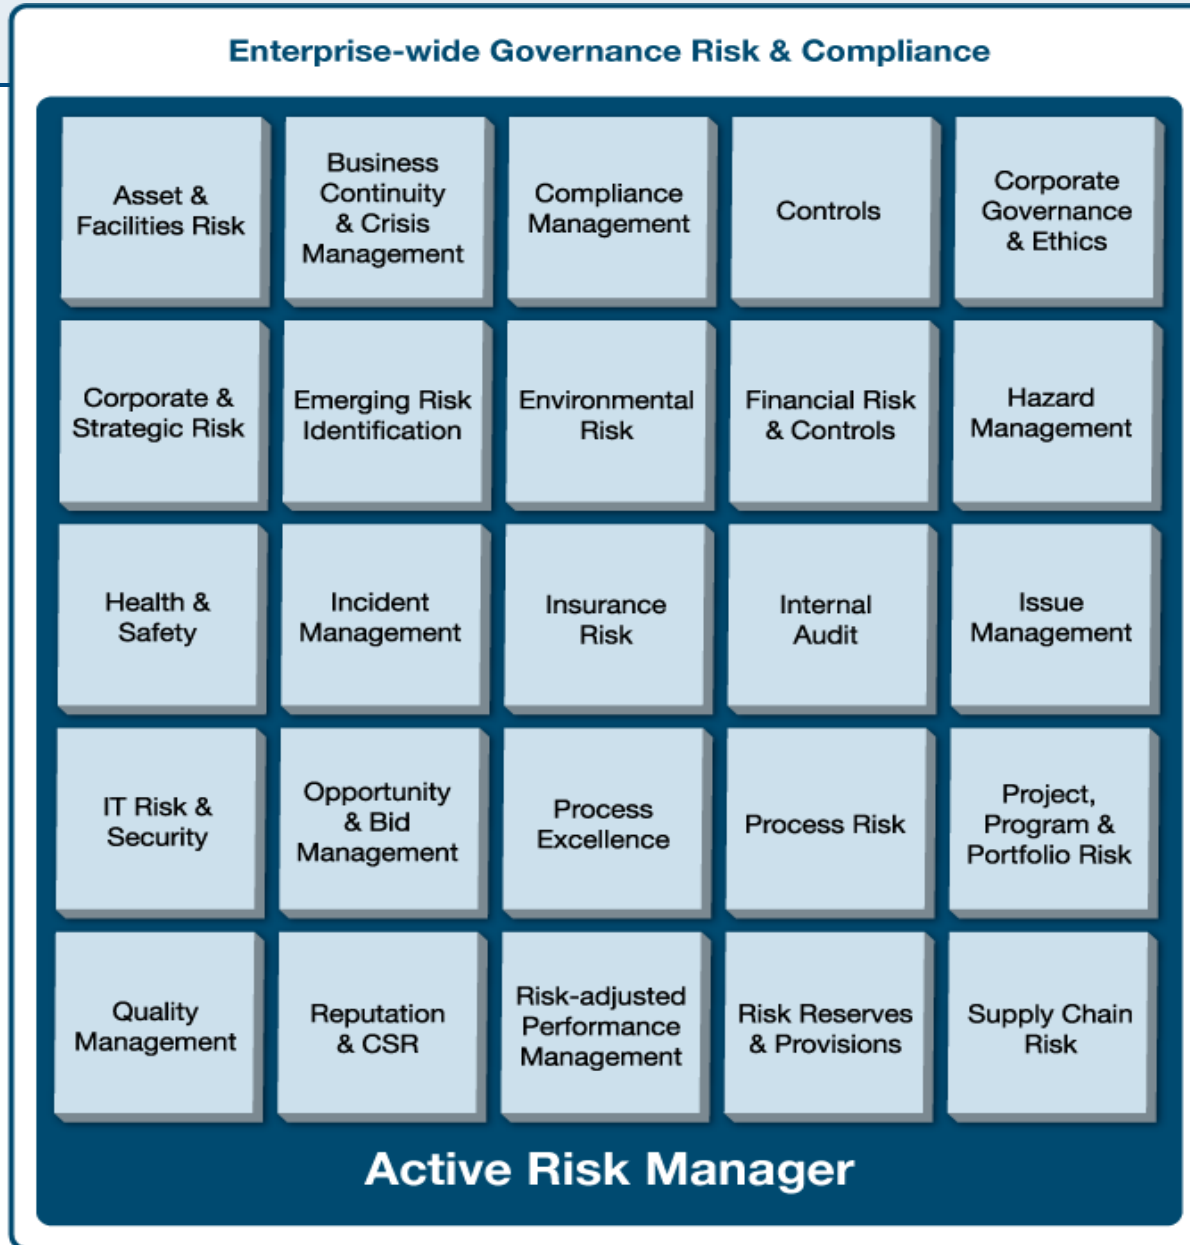 Enterprise-wide Governance Risk & Compliance
Asset &
Facilities Risk
Business
Continuity
& Crisis
Management
Compliance
Management
Controls
Corporate
Governance
& Ethics
Corporate &
Strategic Risk
Emerging Risk
Identification
Environmental
Risk
Financial Risk
& Controls
Hazard
Management
Health &
Safety
Incident
Management
Insurance
Risk
Internal
Audit
Issue
Management
IT Risk &
Security
Opportunity
& Bid
Management
Process
Excellence
Process Risk
Project,
Program &
Portfolio Risk
Quality
Management
Reputation
& CSR
Risk-adjusted
Performance
Management
Risk Reserves
& Provisions
Supply Chain
Risk
Active Risk Manager